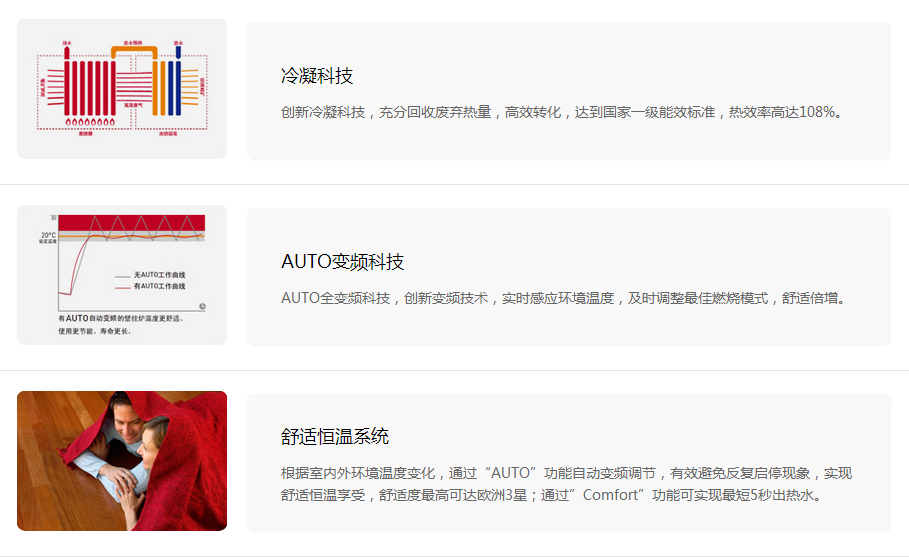 进水
进水预热
出水
高温废气
燃烧器
余热回收
冷凝科技
创新冷凝科技，充分回收废弃热量，高效转化，达到国家一级能效标准，热效率高达108%。
20°C
设定温度
无AUTO工作曲线
有AUTO工作曲线
有AUTO自动变频的壁挂炉温度更舒适、
使用更节能、寿命更长。
AUTO变频科技
AUTO全变频科技，创新变频技术，实时感应环境温度，及时调整最佳燃烧模式，舒适倍增。
舒适恒温系统
根据室内外环境温度变化，通过“AUTO”功能自动变频调节，有效避免反复启停现象，实现
舒适恒温享受，舒适度最高可达欧洲3星；通过”Comfort”功能可实现最短5秒出热水。